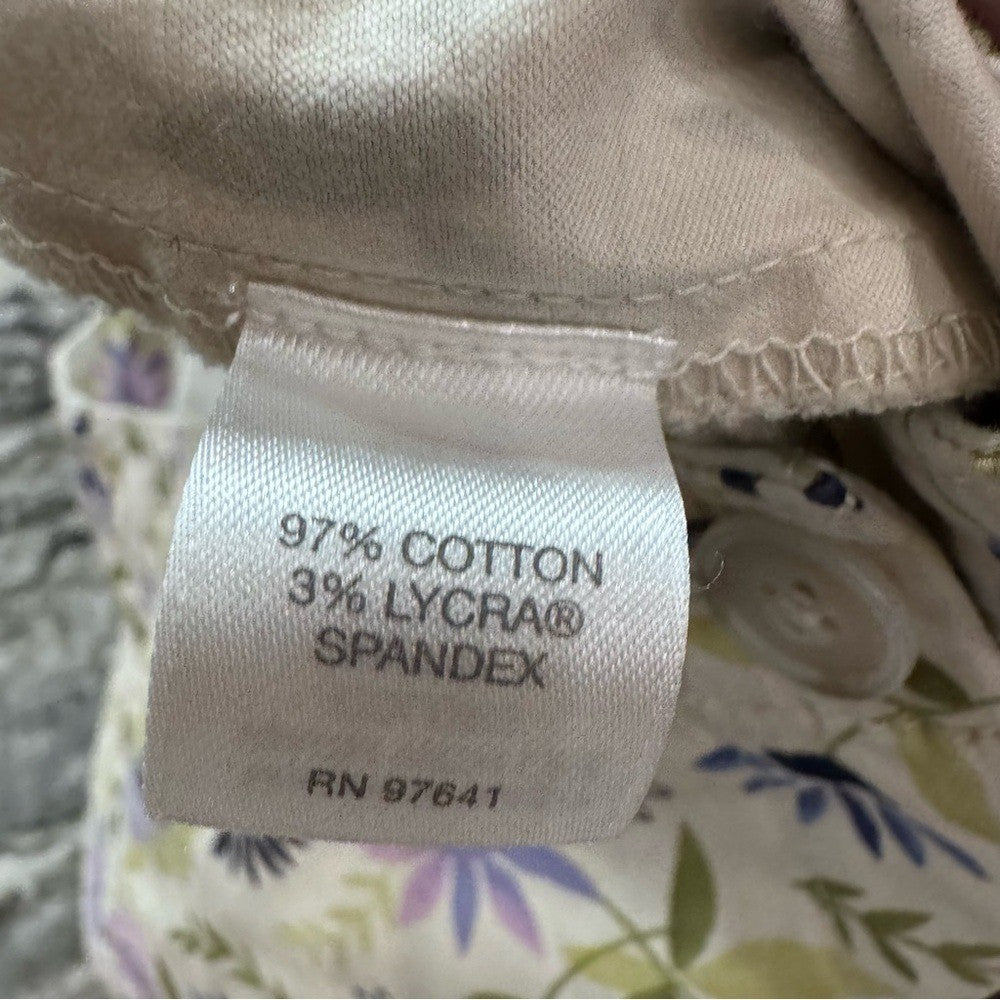 97% COTTON
3% LYCRA®
SPANDEX
RN 97641